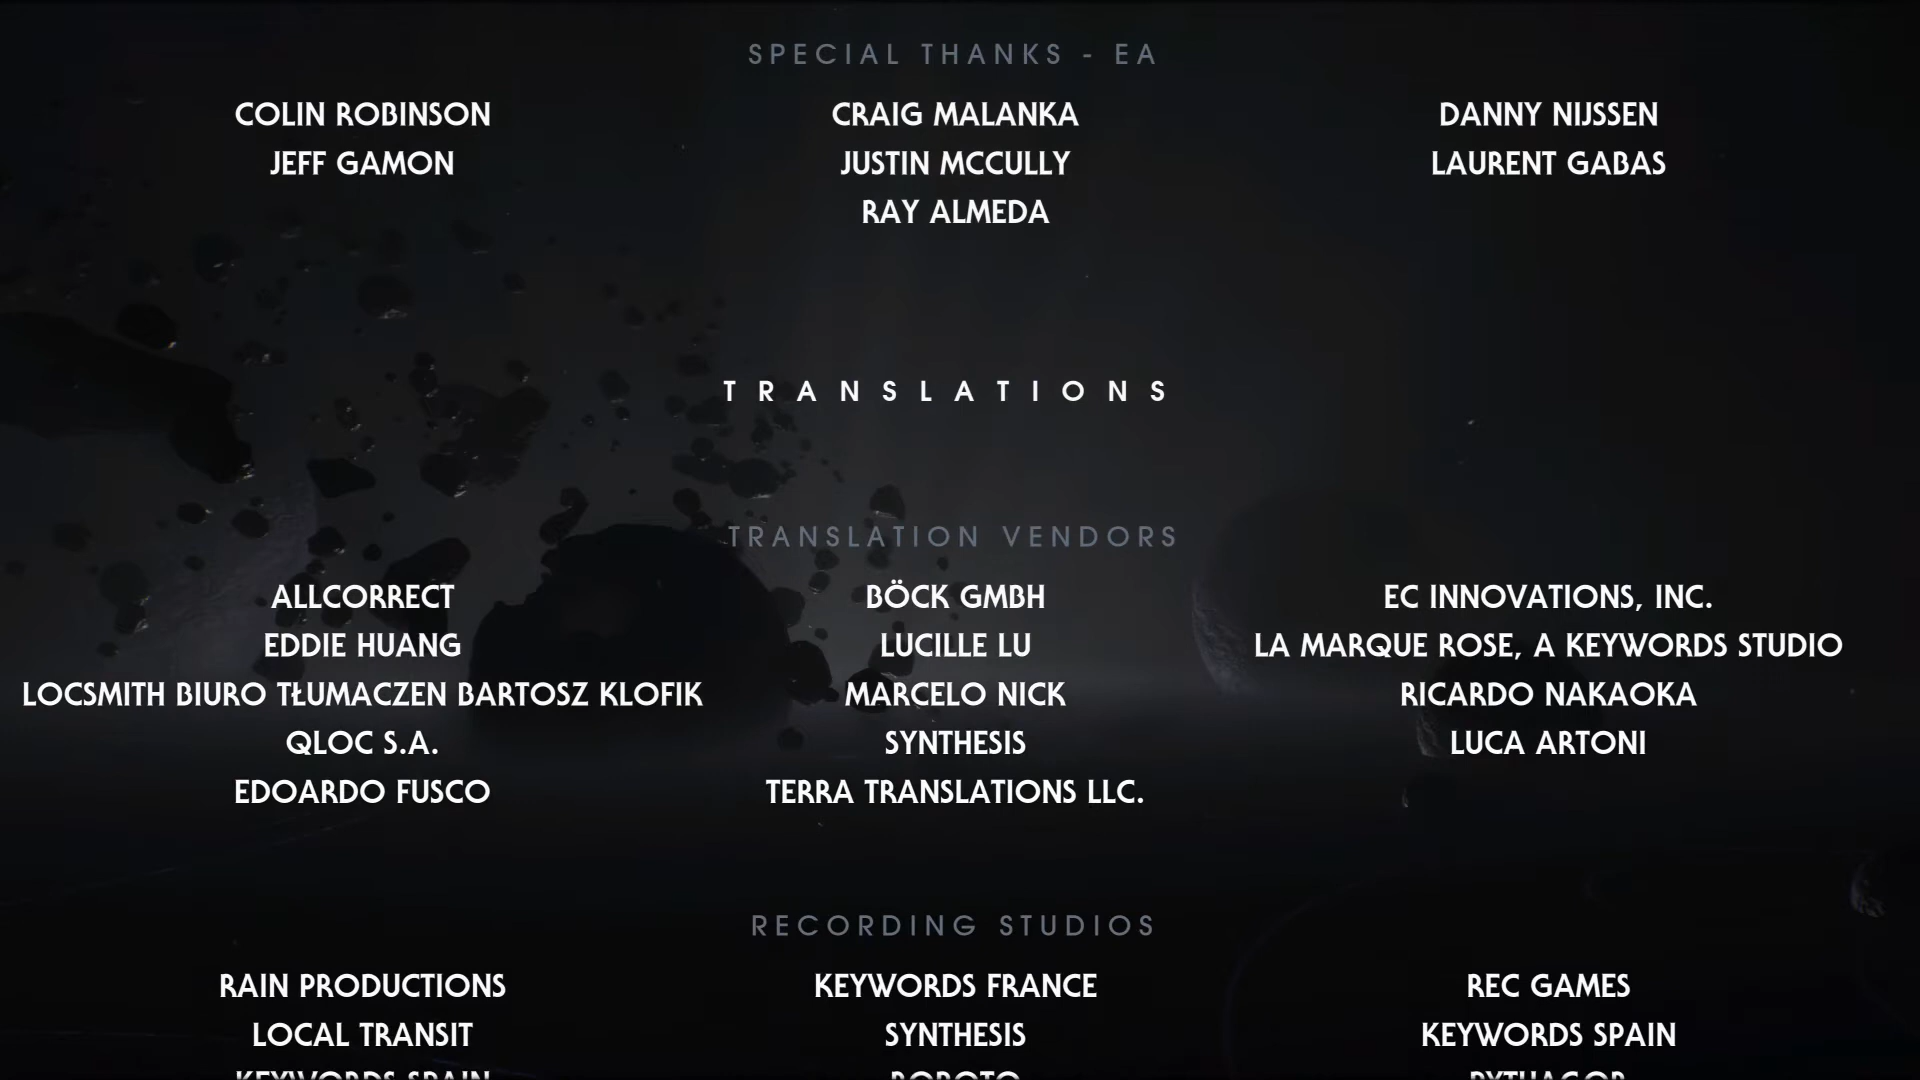 SPECIAL THANKS - EA
COLIN ROBINSON CRAIG MALANKA DANNY NIJSSEN
JEFF GAMON JUSTIN MCCULLY LAURENT GABAS
RAY ALMEDA
TRANSLATIONS
TRANSLATION VENDORS
ALLCORRECT BÖCK GMBH EC INNOVATIONS, INC.
EDDIE HUANG LUCILLE LU LA MARQUE ROSE, A KEYWORDS STUDIO
LOCSMITH BIURO TŁUMACZEN BARTOSZ KLOFIK MARCELO NICK RICARDO NAKAOKA
QLOC S.A. SYNTHESIS LUCA ARTONI
EDOARDO FUSCO TERRA TRANSLATIONS LLC.
RECORDING STUDIOS
RAIN PRODUCTIONS KEYWORDS FRANCE REC GAMES
LOCAL TRANSIT SYNTHESIS KEYWORDS SPAIN
KEYWORDS SPAIN